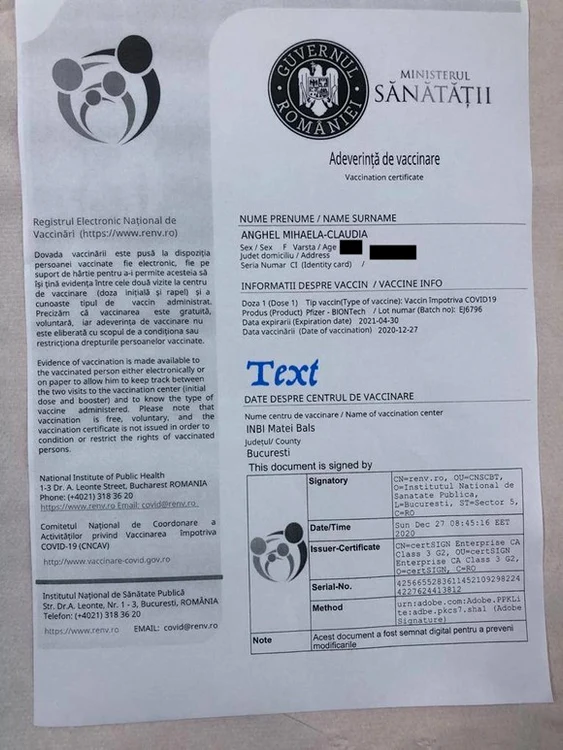 GUVERNUL ROMÂNIEI
MINISTERUL
SĂNĂTĂȚII
Adeverință de vaccinare
Vaccination certificate
Registrul Electronic Național de
Vaccinări (https://www.renv.ro)
Dovada vaccinării este pusă la dispoziția
persoanei vaccinate fie electronic, fie pe
suport de hârtie pentru a-i permite acesteia să
își țină evidența între cele două vizite la centru
de vaccinare (doza inițială și rapel) și a
cunoaște tipul de vaccin administrat.
Precizăm că vaccinarea este gratuită,
voluntară, iar adeverința de vaccinare nu
este eliberată cu scopul de a condiționa sau
restricționa drepturile persoanelor vaccinate.
Evidence of vaccination is made available to
the vaccinated person either electronically or
on paper to allow him to keep track between
the two visits to the vaccination center (initial
dose and booster) and to know the type of
vaccine administered. Please note that
vaccination is free, voluntary, and the
vaccination certificate is not issued in order to
condition or restrict the rights of vaccinated
persons.
National Institute of Public Health
1-3 Dr. A. Leonte Street, Bucharest ROMANIA
Phone: (+4021) 318 36 20
https://www.renv.ro Email: covid@renv.ro
Comitetul Național de Coordonare a
Activităților privind Vaccinarea împotriva
COVID-19 (CNCAV)
http://www.vaccinare-covid.gov.ro
Institutul Național de Sănătate Publică
Str. Dr.A. Leonte, Nr. 1 - 3, Bucuresti, ROMÂNIA
Telefon: (+4021) 318 36 20
https://www.renv.ro EMAIL: covid@renv.ro
NUME PRENUME / NAME SURNAME
ANGHEL MIHAELA-CLAUDIA
Sex / Sex F Varsta / Age
Judet domiciliu / Address
Seria Numar CI (Identity card) /
INFORMATII DESPRE VACCIN / VACCINE INFO
Doza 1 (Dose 1) Tip vaccin(Type of vaccine): Vaccin împotriva COVID19
Produs (Product) Pfizer - BIONTech / Lot numar (Batch no): EJ6796
Data expirarii (Expiration date) 2021-04-30
Data vaccinării (Date of vaccination) 2020-12-27
Text
DATE DESPRE CENTRUL DE VACCINARE
Nume centru de vaccinare / Name of vaccination center
INBI Matei Bals
Județul/ County
Bucuresti
This document is signed by
Signatory
CN=renv.ro, OU=CNSCBT,
O=Institutul National de
Sanatate Publica,
L=Bucuresti, ST=Sector 5,
C=RO
Date/Time
Sun Dec 27 08:45:16 EET
2020
Issuer-Certificate
CN=certSIGN Enterprise CA
Class 3 G2, OU=certSIGN
Enterprise CA Class 3 G2,
O=certSIGN, C=RO
Serial-No.
4256655283611452109298224
4227624413812
Method
urn:adobe.com:Adobe.PPKLi
te:adbe.pkcs7.sha1 (Adobe
Signature)
Note
Acest document a fost semnat digital pentru a preveni
modificarile